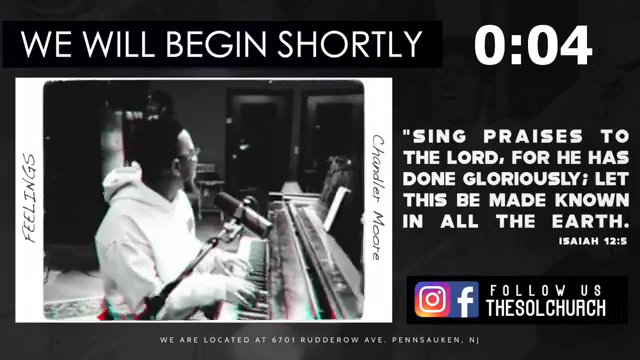 WE WILL BEGIN SHORTLY
0:04
FEELINGS
Chandler Moore
"SING PRAISES TO
THE LORD, FOR HE HAS
DONE GLORIOUSLY; LET
THIS BE MADE KNOWN
IN ALL THE EARTH.
ISAIAH 12:5
FOLLOW US
THESOLCHURCH
WE ARE LOCATED AT 6701 RUDDEROW AVE. PENNSAUKEN, NJ